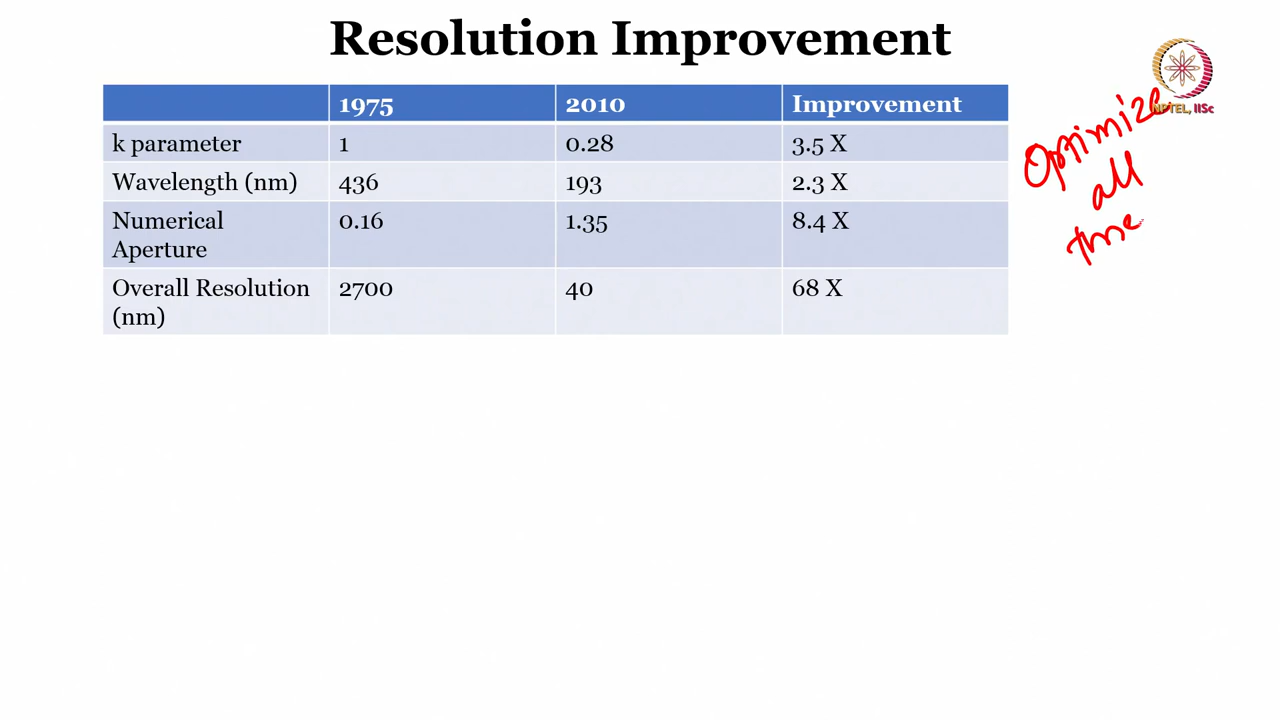 Resolution Improvement
1975 2010 Improvement
k parameter 1 0.28 3.5 X
Wavelength (nm) 436 193 2.3 X
Numerical Aperture 0.16 1.35 8.4 X
Overall Resolution (nm) 2700 40 68 X
NPTEL, IISc
Optimize
all